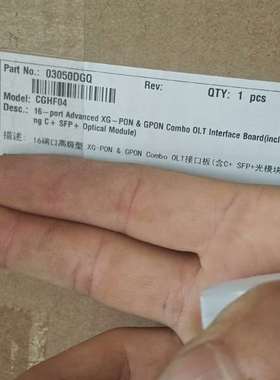 Part No.: 03050DGQ Rev: QTY: 1 pcs
Model: CGHF04
Desc.: 16-port Advanced XG-PON & GPON Combo OLT Interface Board(incl
ng C+ SFP+ Optical Module)
描述: 16端口高级型 XG-PON & GPON Combo OLT接口板(含C+ SFP+光模块